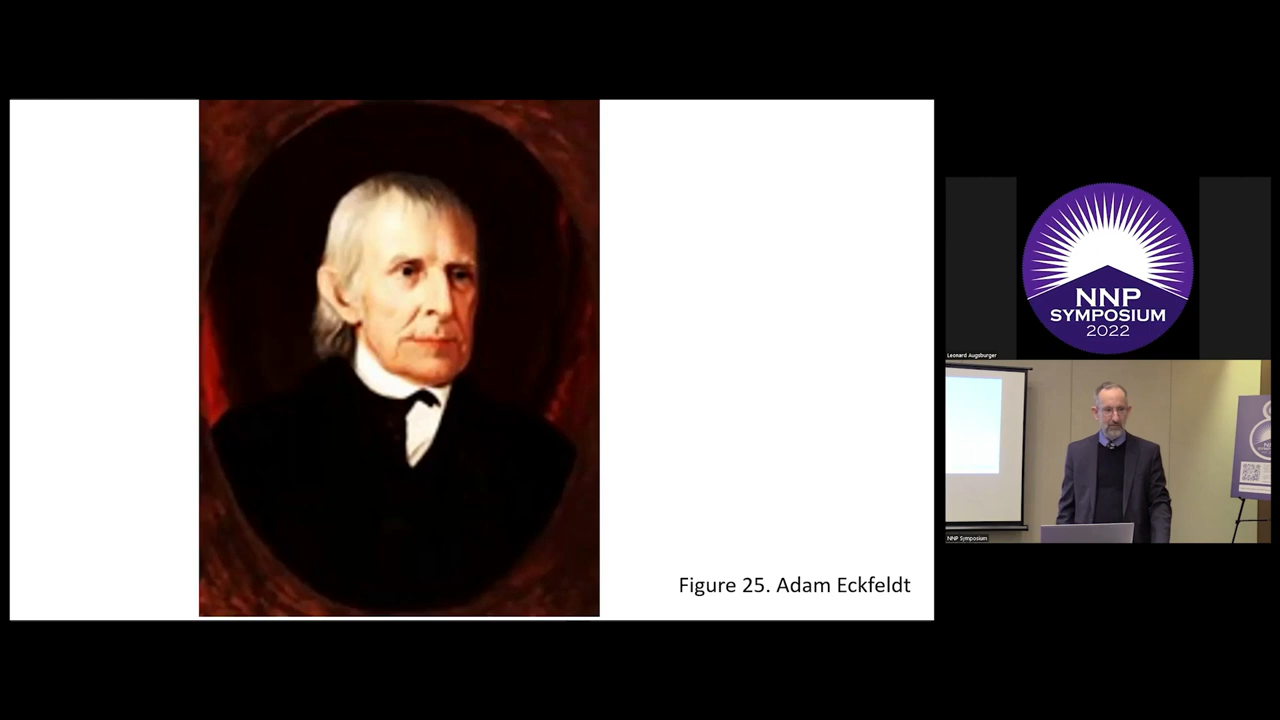 Figure 25. Adam Eckfeldt
NNP
SYMPOSIUM
2022
Leonard Augsburger
NNP Symposium